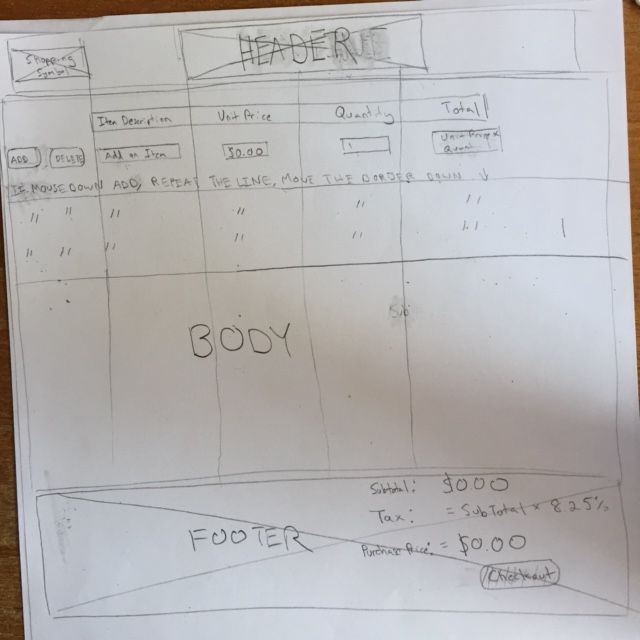 Shopping Symbol
HEADER
Item Description Unit Price Quantity Total
ADD DELETE Add an Item $0.00 1 Unit Price x Quant.
IF MOUSE DOWN ADD, REPEAT THE LINE, MOVE THE BORDER DOWN ↓
" " " " " "
" " " " " "
Sub
BODY
Subtotal: $0.00
Tax: = SubTotal * 8.25%
FOOTER
Purchase Price: = $0.00
Checkout